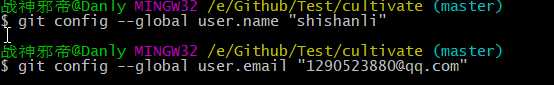 战神邪帝@Danly MINGW32 /e/Github/Test/cultivate (master)
$ git config --global user.name "shishanli"
战神邪帝@Danly MINGW32 /e/Github/Test/cultivate (master)
$ git config --global user.email "1290523880@qq.com"